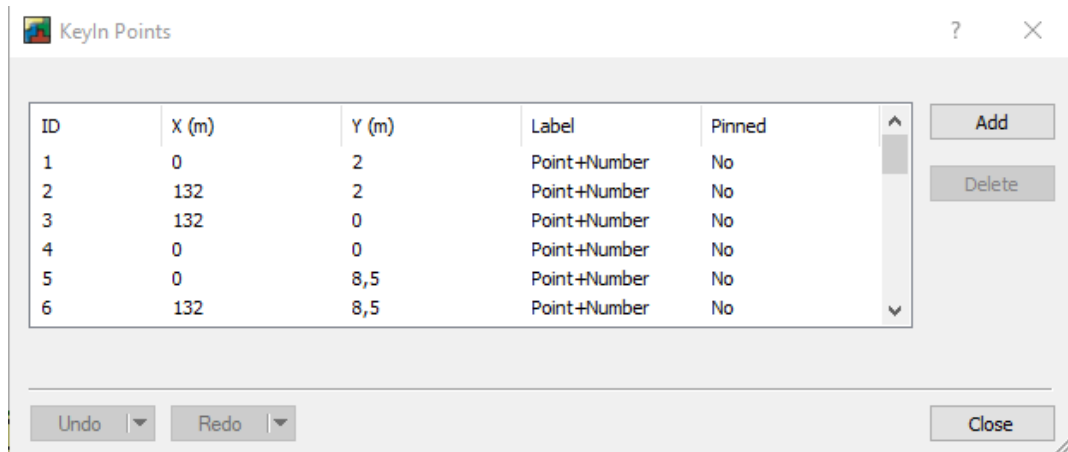 KeyIn Points ?
ID X (m) Y (m) Label Pinned Add
1 0 2 Point+Number No
2 132 2 Point+Number No Delete
3 132 0 Point+Number No
4 0 0 Point+Number No
5 0 8,5 Point+Number No
6 132 8,5 Point+Number No
Undo Redo Close